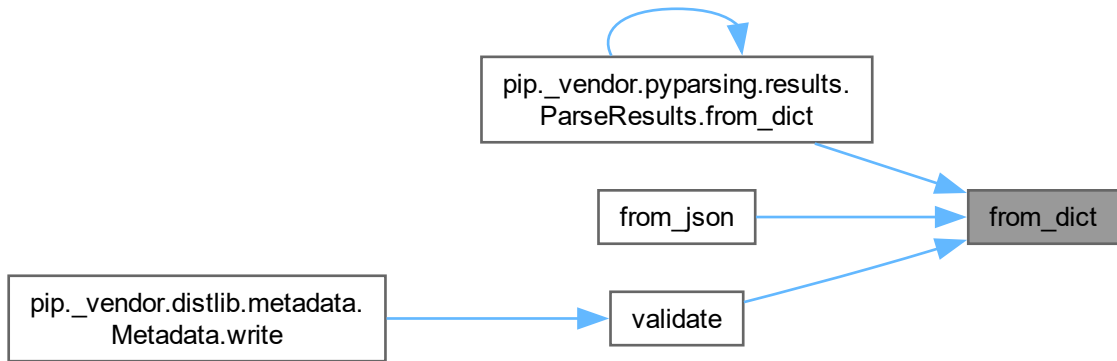 pip._vendor.pyparsing.results.
ParseResults.from_dict
from_json
from_dict
pip._vendor.distlib.metadata.
Metadata.write
validate